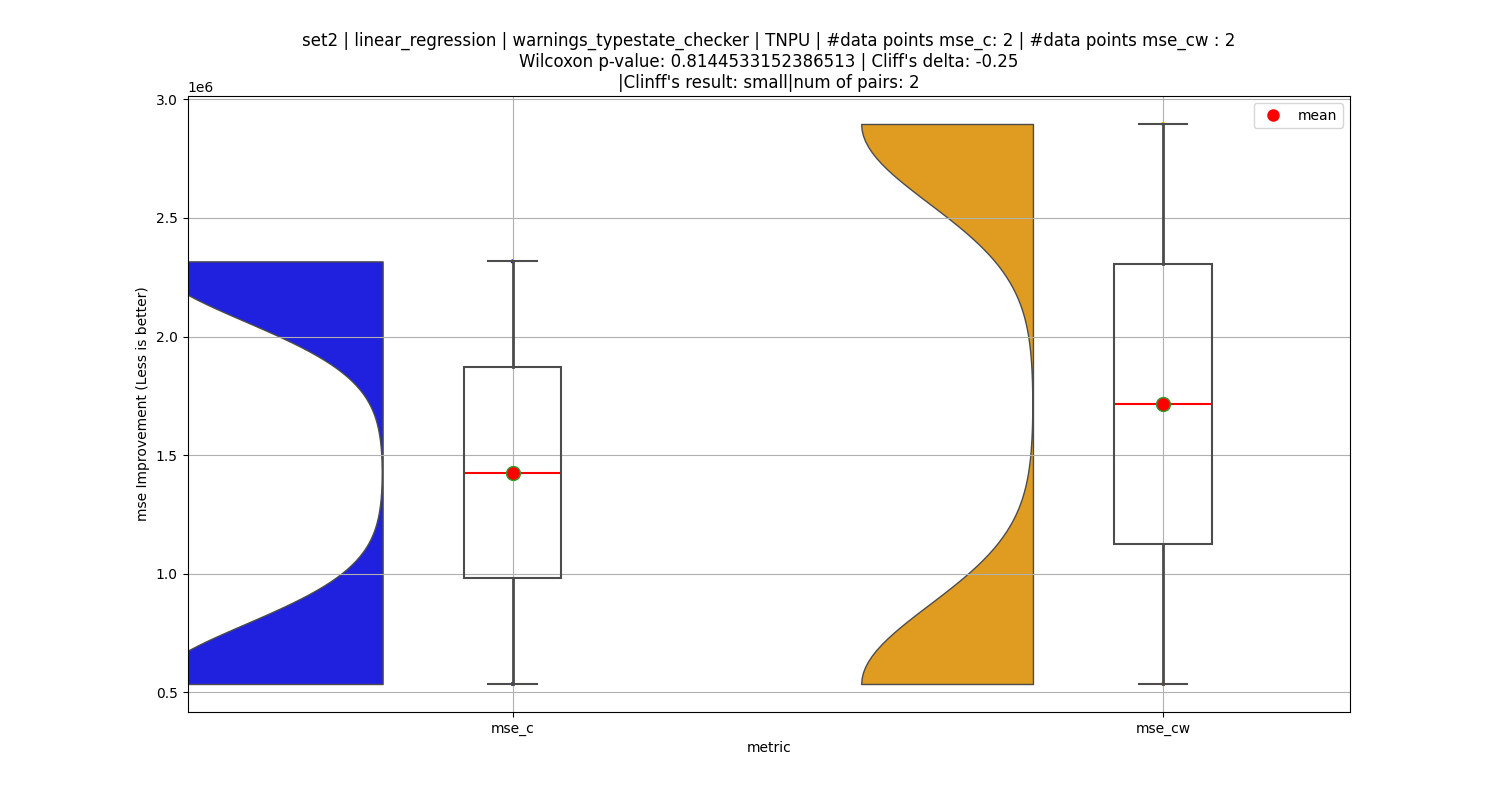 set2 | linear_regression | warnings_typestate_checker | TNPU | #data points mse_c: 2 | #data points mse_cw : 2
Wilcoxon p-value: 0.8144533152386513 | Cliff's delta: -0.25
|Clinff's result: small|num of pairs: 2
1e6
mean
3.0
2.5
2.0
1.5
1.0
0.5
mse Improvement (Less is better)
mse_c
mse_cw
metric